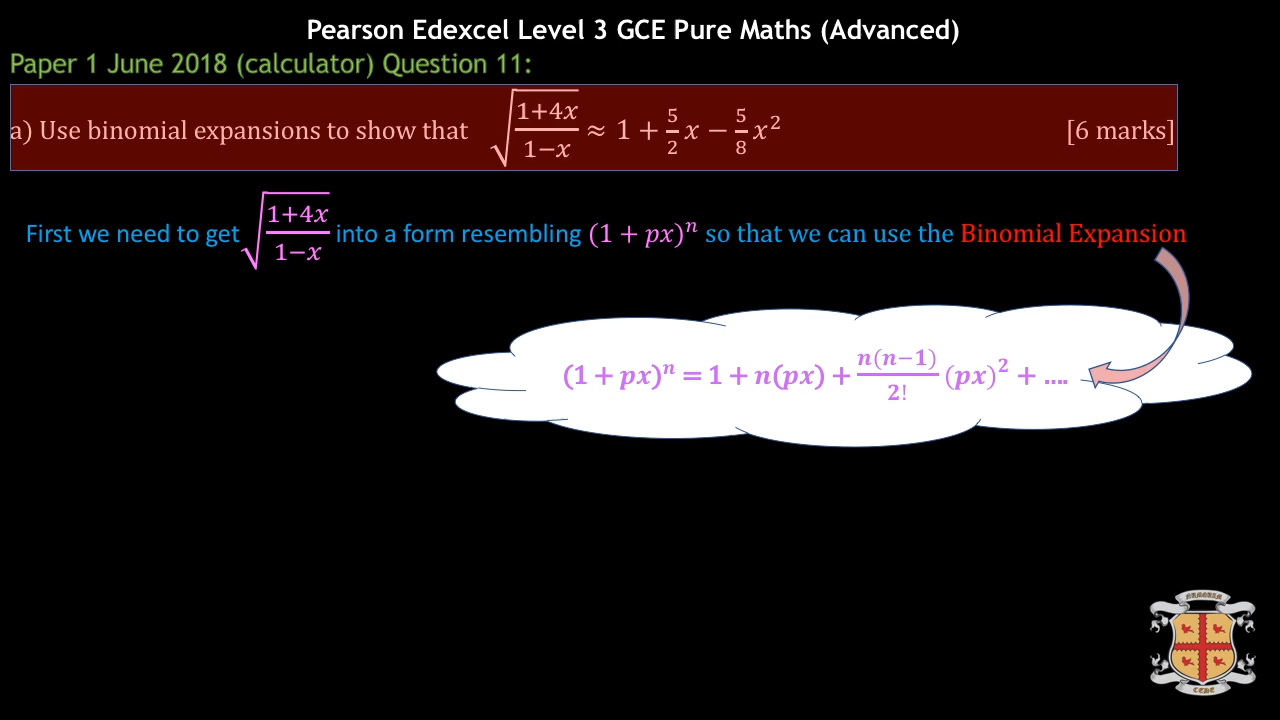 Pearson Edexcel Level 3 GCE Pure Maths (Advanced)
Paper 1 June 2018 (calculator) Question 11:
a) Use binomial expansions to show that √((1+4x)/(1−x)) ≈ 1 + 5/2 x − 5/8 x² [6 marks]
First we need to get √((1+4x)/(1−x)) into a form resembling (1 + px)ⁿ so that we can use the Binomial Expansion
(1 + px)ⁿ = 1 + n(px) + n(n−1)/2! (px)² + ....
NUMQUAM
CEDE